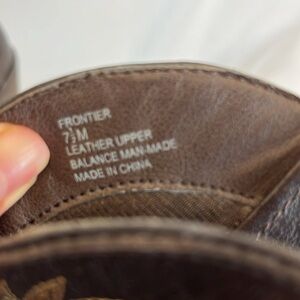 FRONTIER
7½M
LEATHER UPPER
BALANCE MAN-MADE
MADE IN CHINA